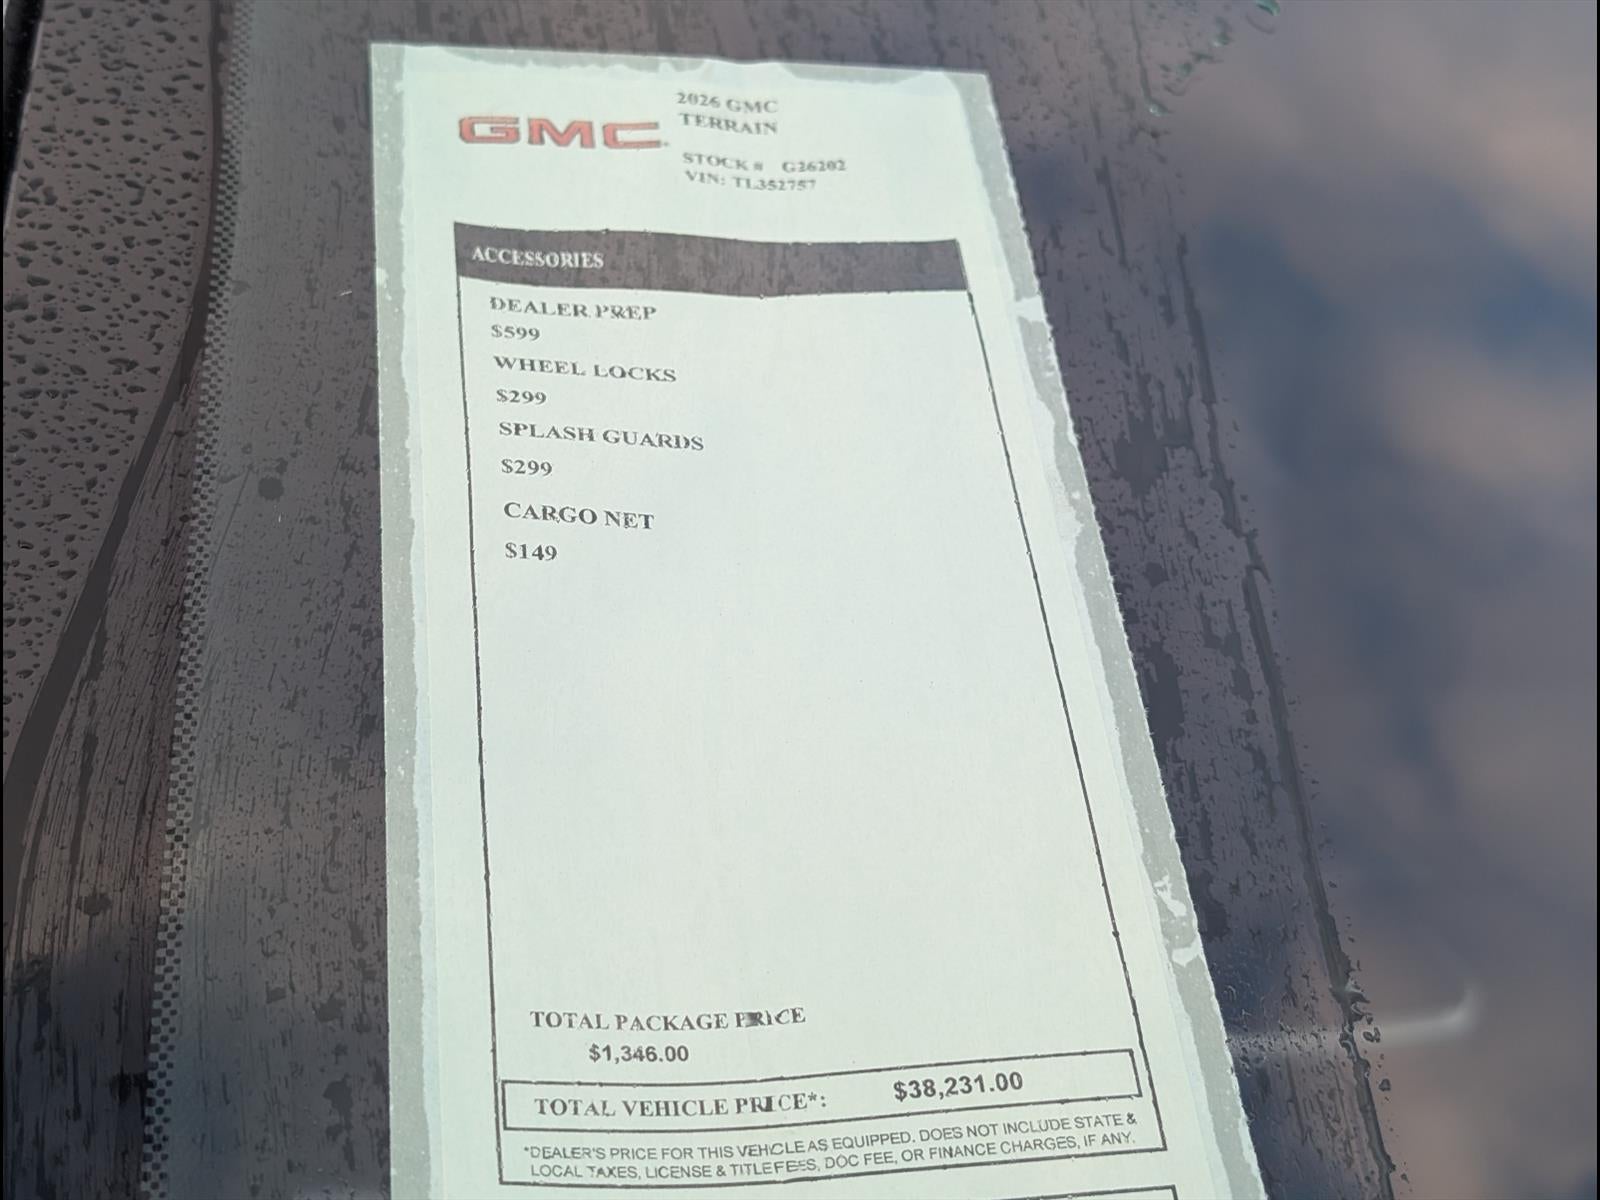 GMC
2026 GMC
TERRAIN
STOCK # G26202
VIN: TL352757
ACCESSORIES
DEALER PREP
$599
WHEEL LOCKS
$299
SPLASH GUARDS
$299
CARGO NET
$149
TOTAL PACKAGE PRICE
$1,346.00
TOTAL VEHICLE PRICE*: $38,231.00
*DEALER'S PRICE FOR THIS VEHICLE AS EQUIPPED. DOES NOT INCLUDE STATE &
LOCAL TAXES, LICENSE & TITLE FEES, DOC FEE, OR FINANCE CHARGES, IF ANY.